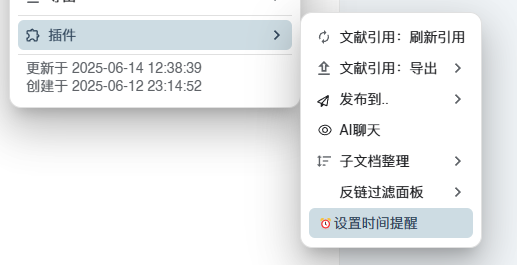 导出
插件
更新于 2025-06-14 12:38:39
创建于 2025-06-12 23:14:52
文献引用：刷新引用
文献引用：导出
发布到..
AI聊天
子文档整理
反链过滤面板
设置时间提醒